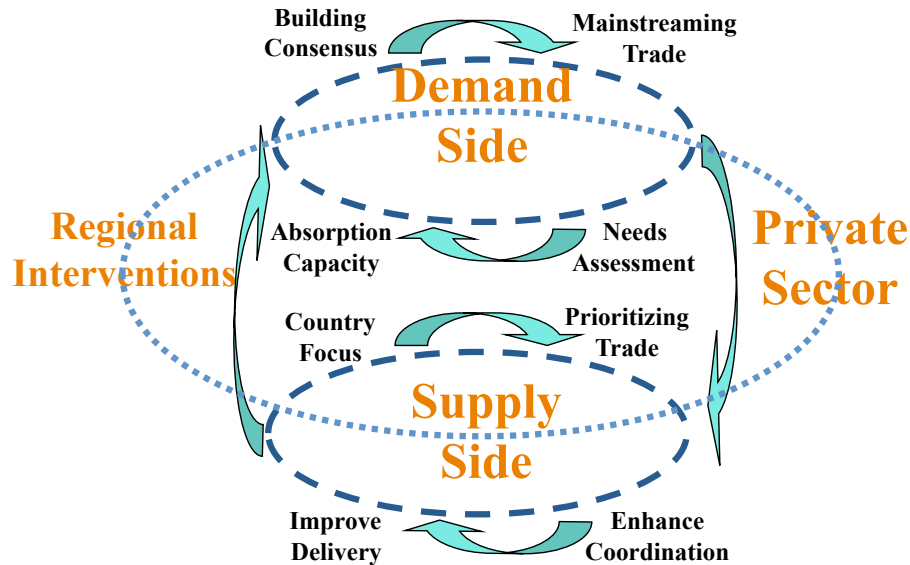 Building
Consensus
Mainstreaming
Trade
Demand
Side
Regional
Interventions
Private
Sector
Absorption
Capacity
Needs
Assessment
Country
Focus
Prioritizing
Trade
Supply
Side
Improve
Delivery
Enhance
Coordination